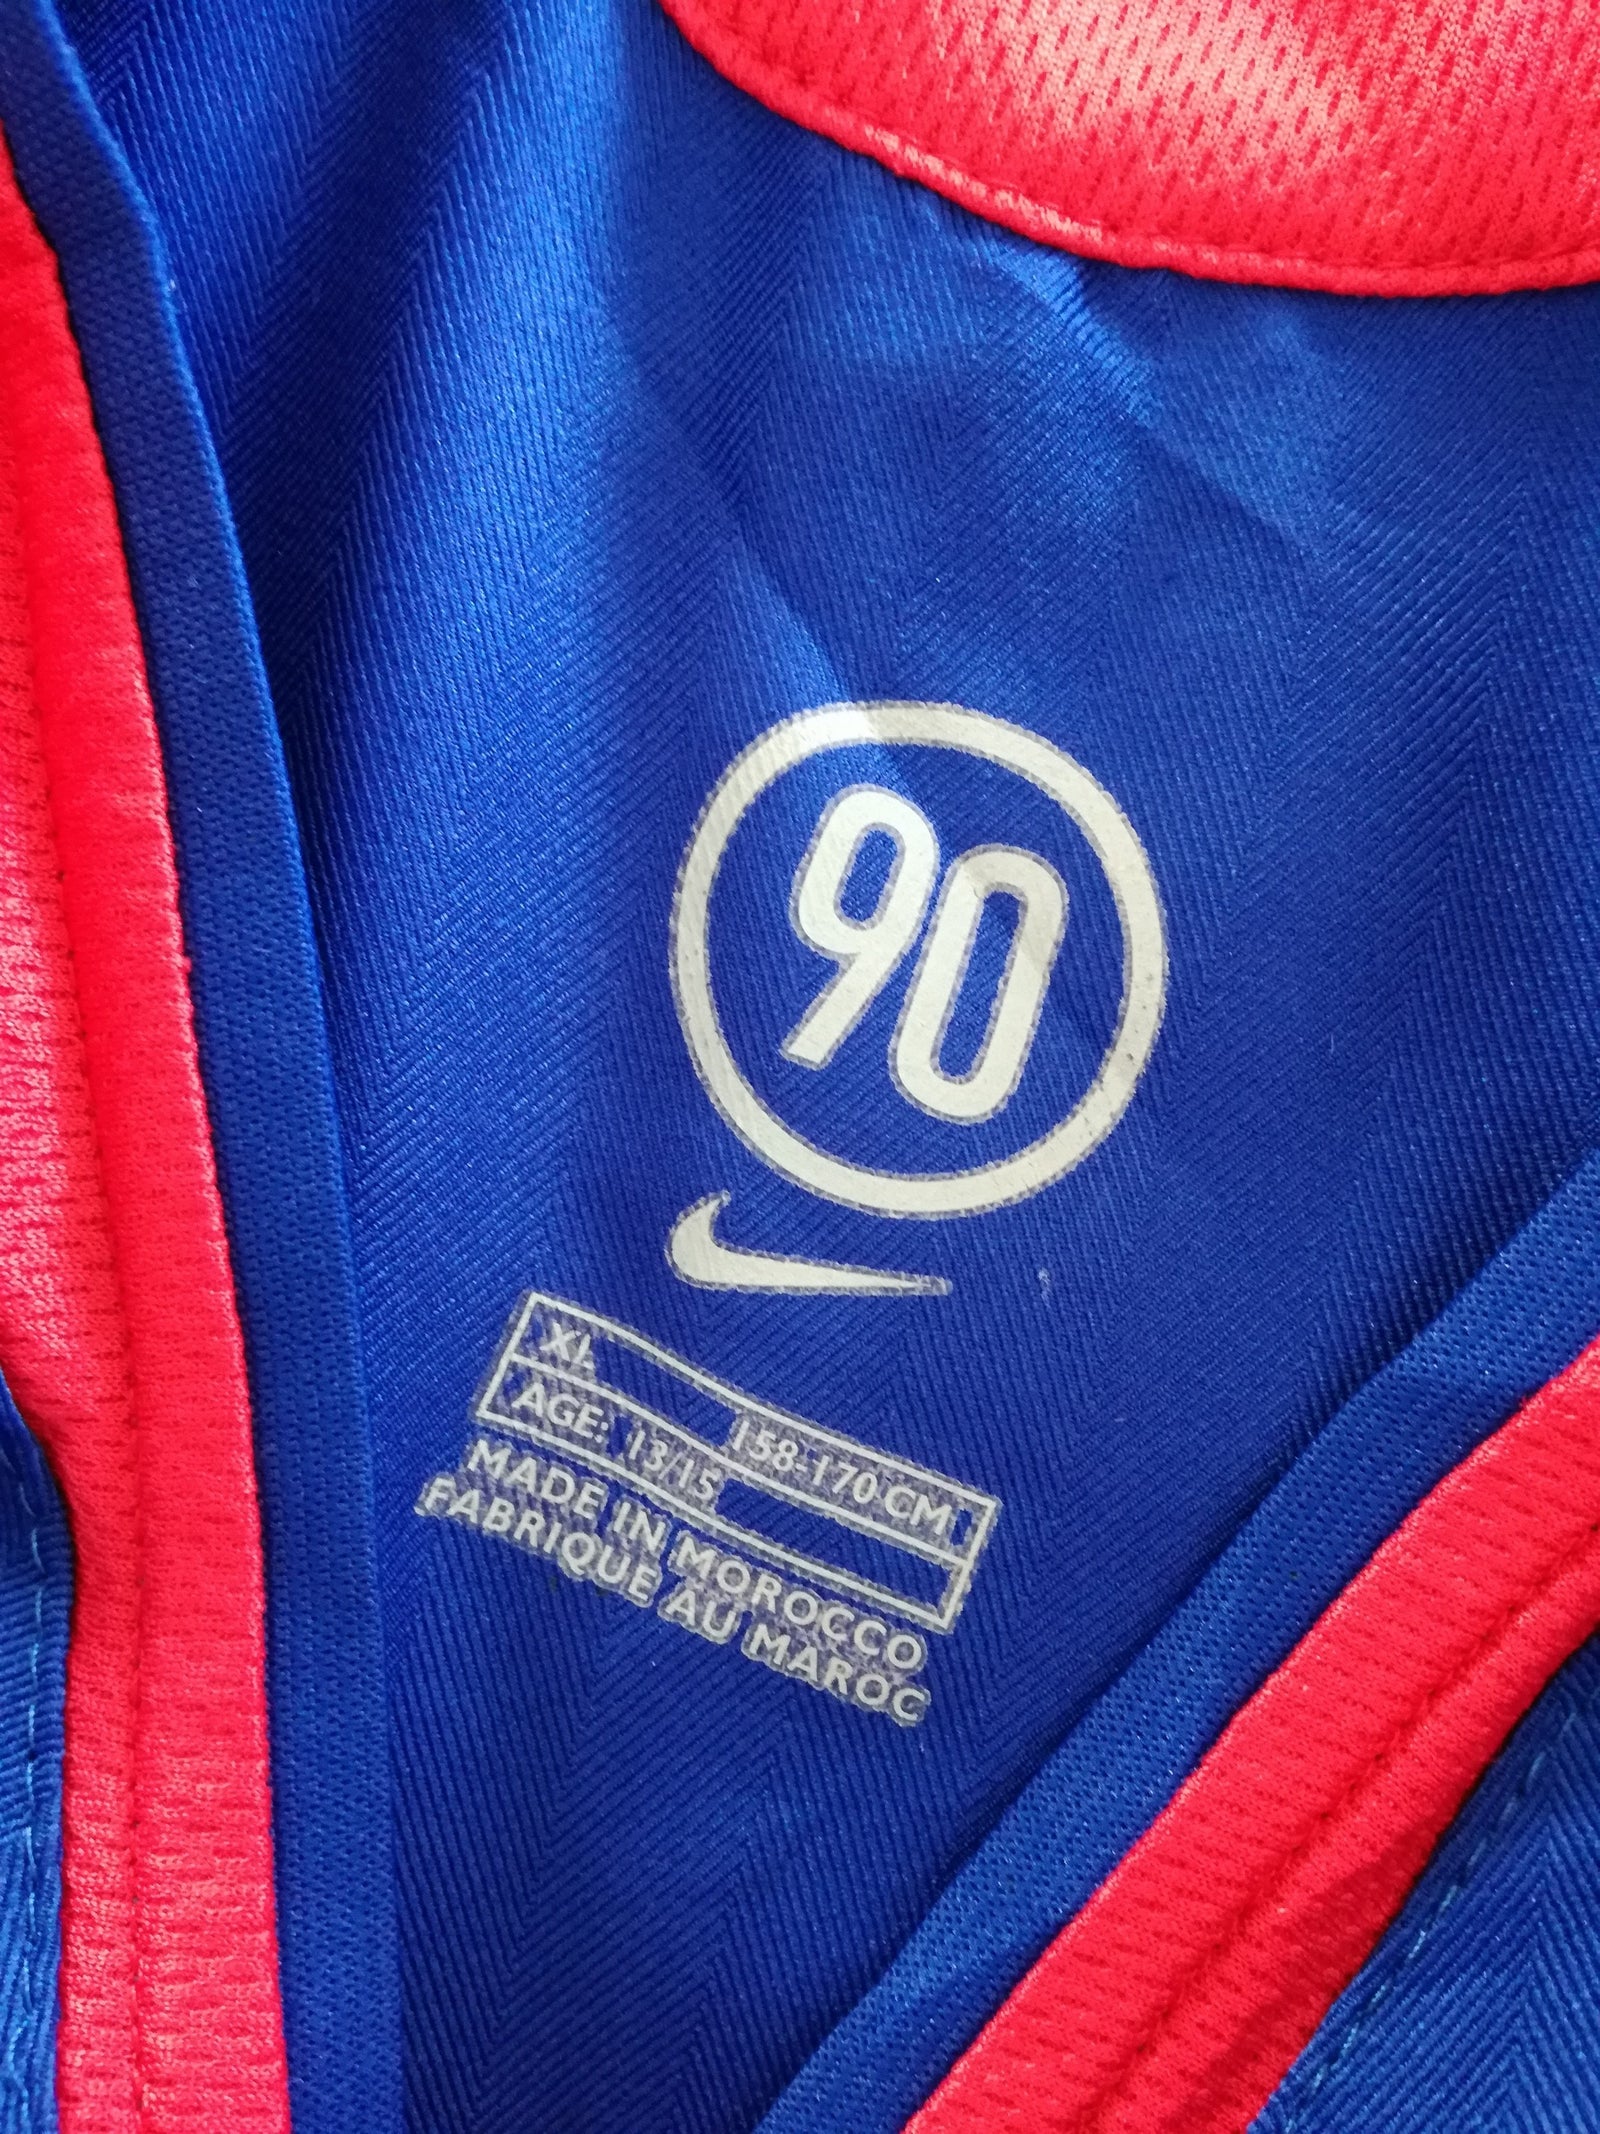 90
XL 158-170 CM
AGE: 13/15
MADE IN MOROCCO
FABRIQUE AU MAROC